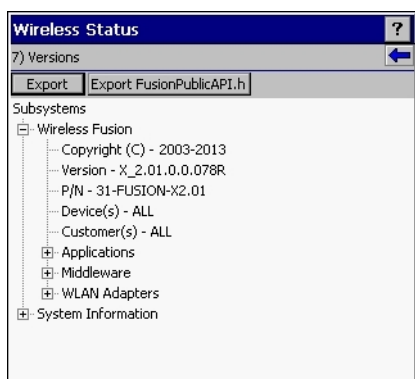 Wireless Status ?
7) Versions
Export Export FusionPublicAPI.h
Subsystems
Wireless Fusion
Copyright (C) - 2003-2013
Version - X_2.01.0.0.078R
P/N - 31-FUSION-X2.01
Device(s) - ALL
Customer(s) - ALL
Applications
Middleware
WLAN Adapters
System Information